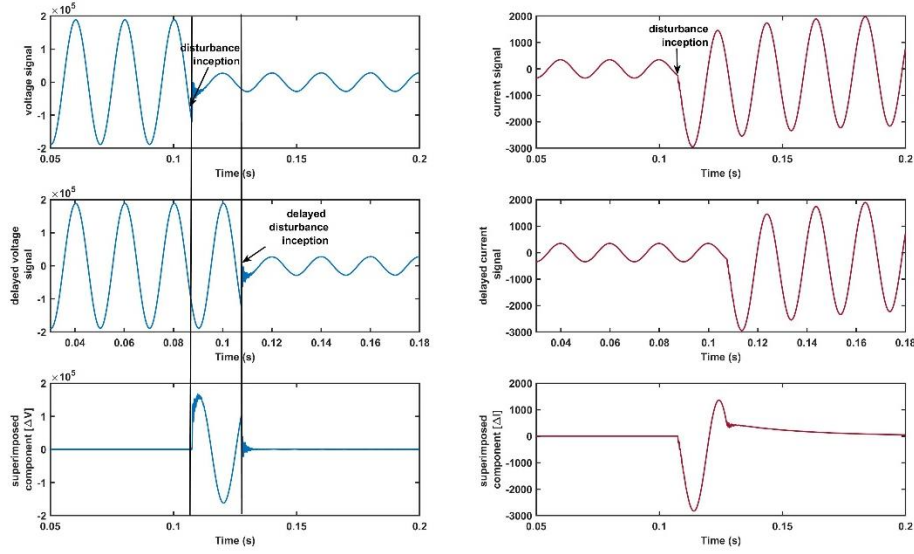 ×10⁵
2
1
0
-1
-2
voltage signal
disturbance
inception
0.05
0.1
0.15
0.2
Time (s)
2000
1000
0
-1000
-2000
-3000
current signal
disturbance
inception
0.05
0.1
0.15
0.2
Time (s)
×10⁵
2
1
0
-1
-2
delayed voltage
signal
delayed
disturbance
inception
0.04
0.06
0.08
0.1
0.12
0.14
0.16
0.18
Time (s)
2000
1000
0
-1000
-2000
-3000
delayed current
signal
0.04
0.06
0.08
0.1
0.12
0.14
0.16
0.18
Time (s)
×10⁵
2
1
0
-1
-2
superimposed
component [ΔV]
0.05
0.1
0.15
0.2
Time (s)
2000
1000
0
-1000
-2000
-3000
superimposed
component [ΔI]
0.05
0.1
0.15
0.2
Time (s)